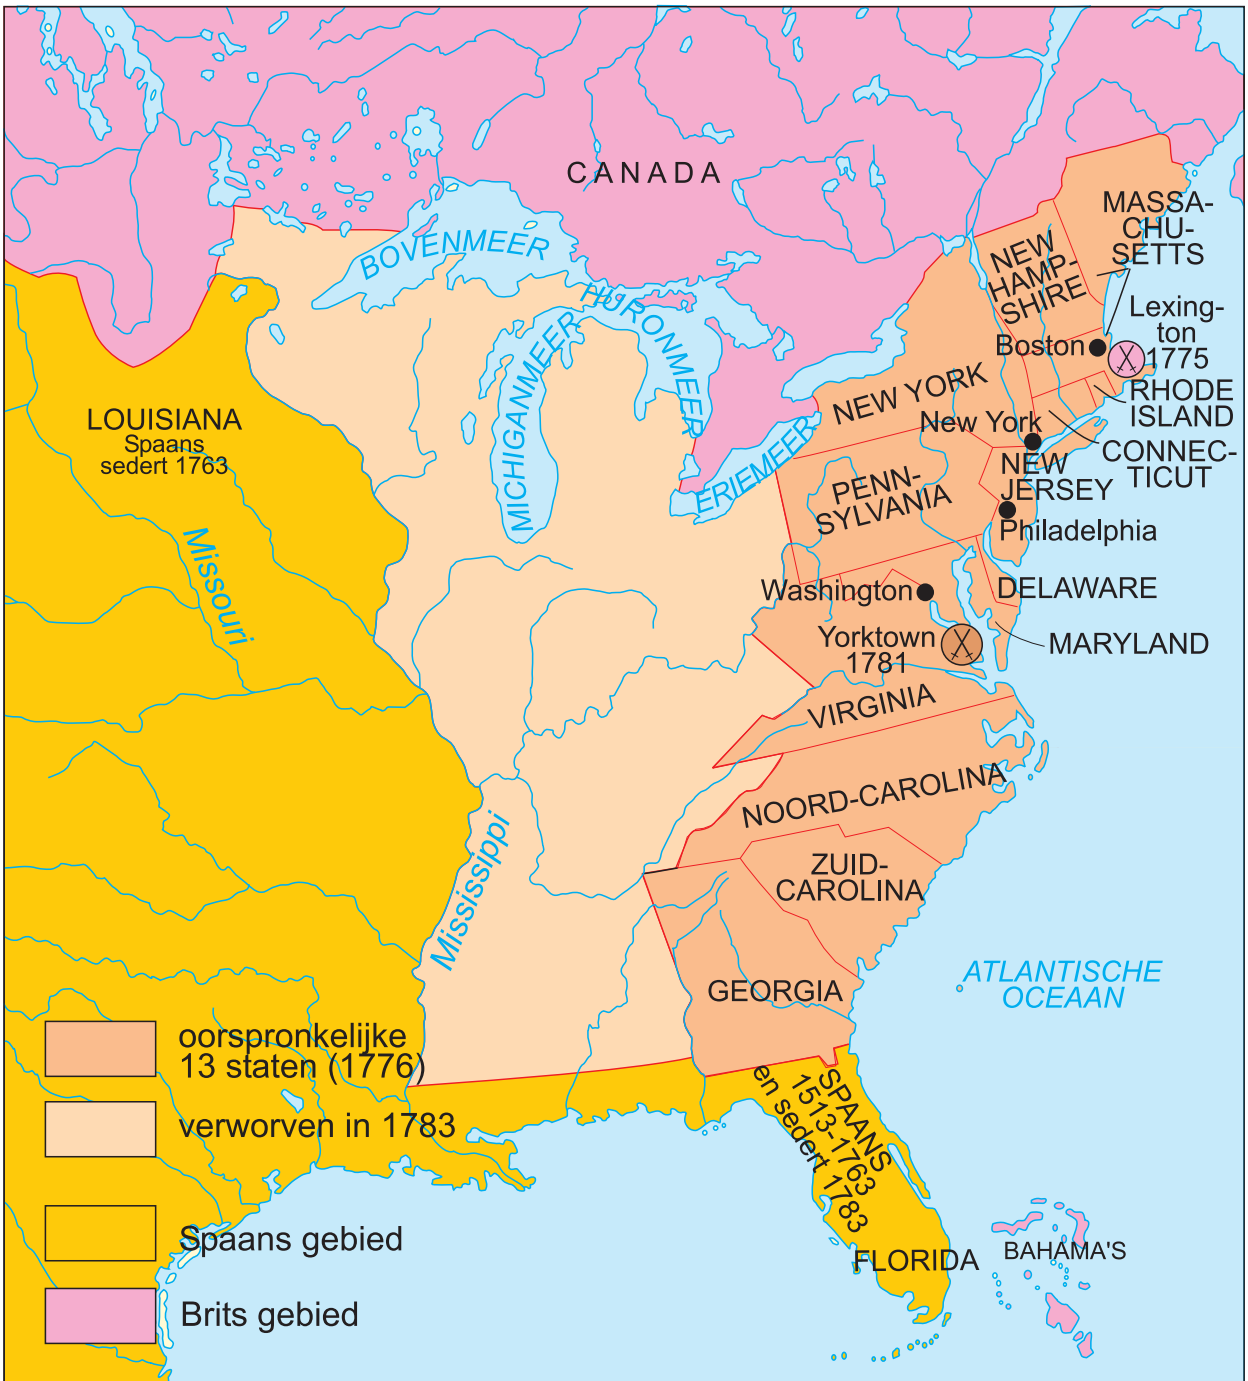 CANADA
BOVENMEER
HURONMEER
MICHIGANMEER
ERIEMEER
MASSA-
CHU-
SETTS
NEW
HAMP-
SHIRE
Lexing-
ton
1775
Boston
RHODE
ISLAND
NEW YORK
New York
CONNEC-
TICUT
LOUISIANA
Spaans
sedert 1763
Missouri
PENN-
SYLVANIA
NEW
JERSEY
Philadelphia
Washington
DELAWARE
Yorktown
1781
MARYLAND
VIRGINIA
NOORD-CAROLINA
ZUID-
CAROLINA
Mississippi
GEORGIA
ATLANTISCHE
OCEAAN
SPAANS
1513-1763
en sedert 1783
FLORIDA
BAHAMA'S
oorspronkelijke
13 staten (1776)
verworven in 1783
Spaans gebied
Brits gebied